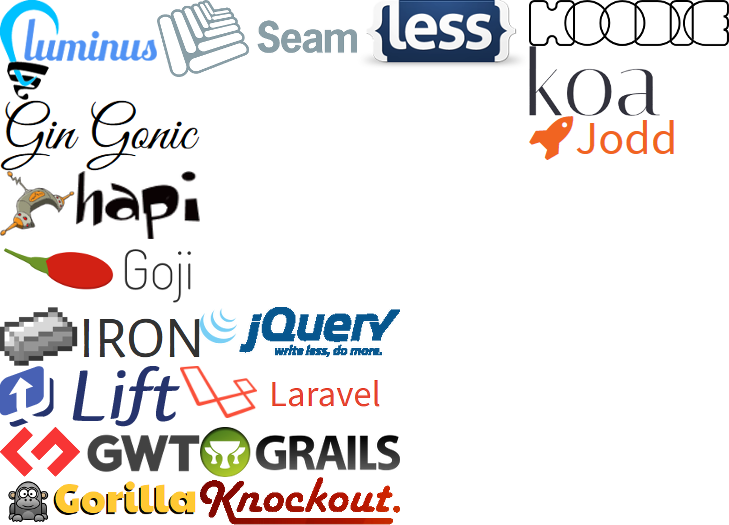 luminus
Seam
{less}
HOODIE
koa
Jodd
Gin Gonic
hapi
Goji
IRON
jQuery
write less, do more.
Lift
Laravel
GWT
GRAILS
Gorilla
Knockout.